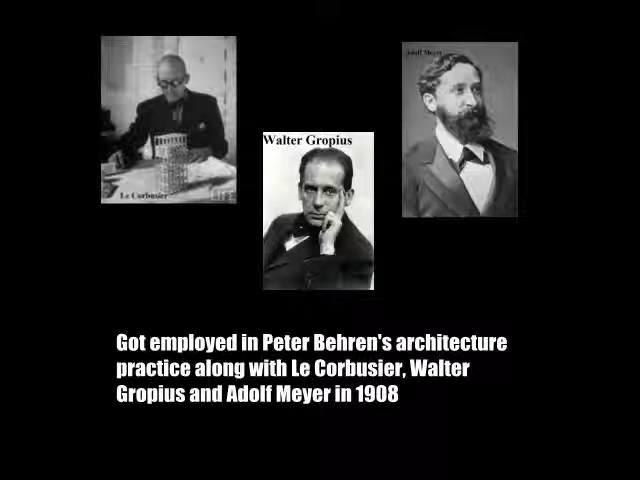 Adolf Meyer
Walter Gropius
Le Corbusier
Got employed in Peter Behren's architecture
practice along with Le Corbusier, Walter
Gropius and Adolf Meyer in 1908